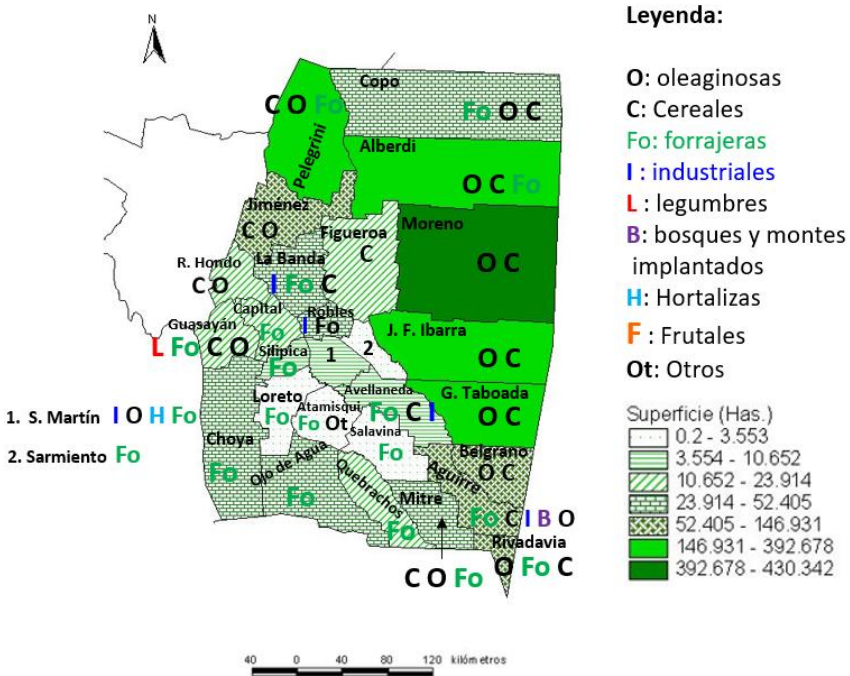 N
Leyenda:
O: oleaginosas
C: Cereales
Fo: forrajeras
I : industriales
L : legumbres
B: bosques y montes
implantados
H: Hortalizas
F : Frutales
Ot: Otros
Superficie (Has.)
0.2 - 3.553
3.554 - 10.652
10.652 - 23.914
23.914 - 52.405
52.405 - 146.931
146.931 - 392.678
392.678 - 430.342
Copo
Fo O C
C O Fo
Pelegrini
Alberdi
O C Fo
Jimenez
C O
Figueroa
C
Moreno
O C
La Banda
I Fo C
R. Hondo
C O
Capital
Fo
Robles
I Fo
Guasayán
L Fo C O
Silipica
Fo
1
2
J. F. Ibarra
O C
Loreto
Fo
Atamisqui
Fo Ot
Avellaneda
Fo C I
G. Taboada
O C
1. S. Martín I O H Fo
2. Sarmiento Fo
Choya
Fo
Salavina
Fo
Belgrano
O C
Ojo de Agua
Fo
Quebrachos
Fo
Aguirre
Fo C I B O
Mitre
C O Fo
Rivadavia
O Fo C
40 0 40 80 120 kilómetros